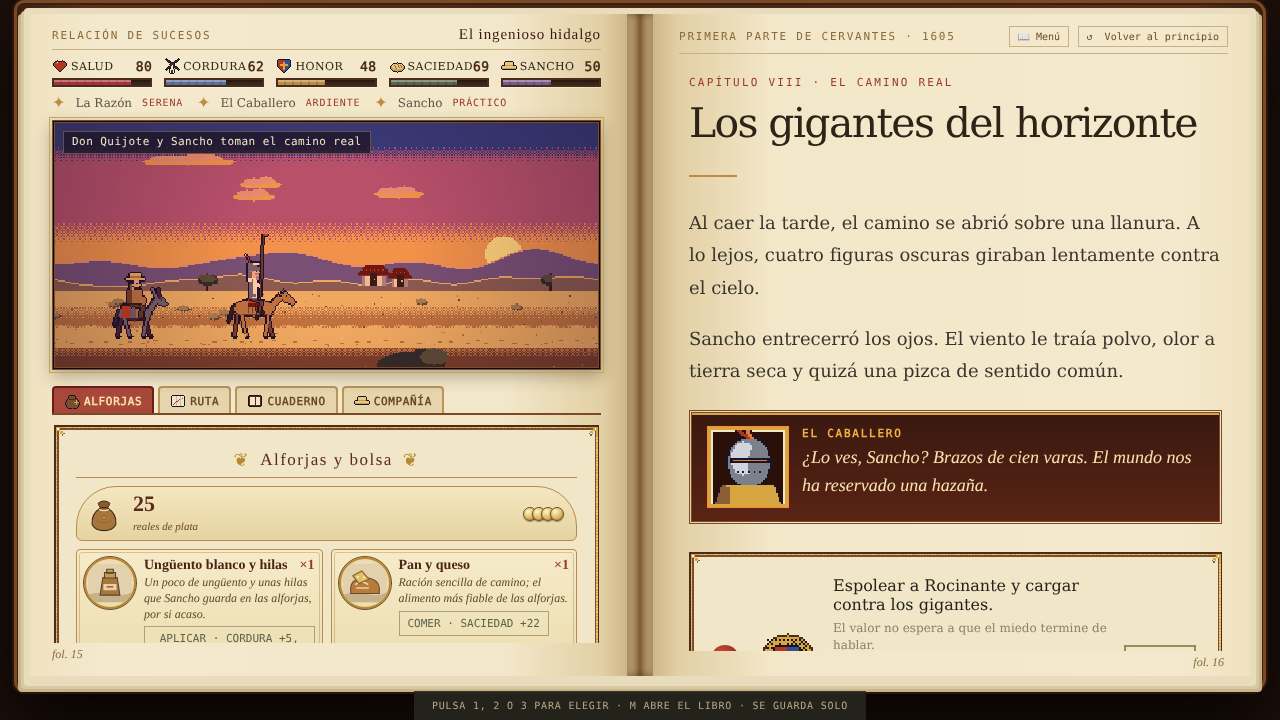 RELACIÓN DE SUCESOS
El ingenioso hidalgo
SALUD 80
CORDURA 62
HONOR 48
SACIEDAD 69
SANCHO 50
La Razón SERENA
El Caballero ARDIENTE
Sancho PRÁCTICO
Don Quijote y Sancho toman el camino real
ALFORJAS
RUTA
CUADERNO
COMPAÑÍA
Alforjas y bolsa
25
reales de plata
Ungüento blanco y hilas ×1
Un poco de ungüento y unas hilas
que Sancho guarda en las alforjas,
por si acaso.
APLICAR · CORDURA +5,
Pan y queso ×1
Ración sencilla de camino; el
alimento más fiable de las alforjas.
COMER · SACIEDAD +22
fol. 15
PRIMERA PARTE DE CERVANTES · 1605
Menú
↺ Volver al principio
CAPÍTULO VIII · EL CAMINO REAL
Los gigantes del horizonte
Al caer la tarde, el camino se abrió sobre una llanura. A
lo lejos, cuatro figuras oscuras giraban lentamente contra
el cielo.
Sancho entrecerró los ojos. El viento le traía polvo, olor a
tierra seca y quizá una pizca de sentido común.
EL CABALLERO
¿Lo ves, Sancho? Brazos de cien varas. El mundo nos
ha reservado una hazaña.
Espolear a Rocinante y cargar
contra los gigantes.
El valor no espera a que el miedo termine de
hablar.
fol. 16
PULSA 1, 2 O 3 PARA ELEGIR · M ABRE EL LIBRO · SE GUARDA SOLO